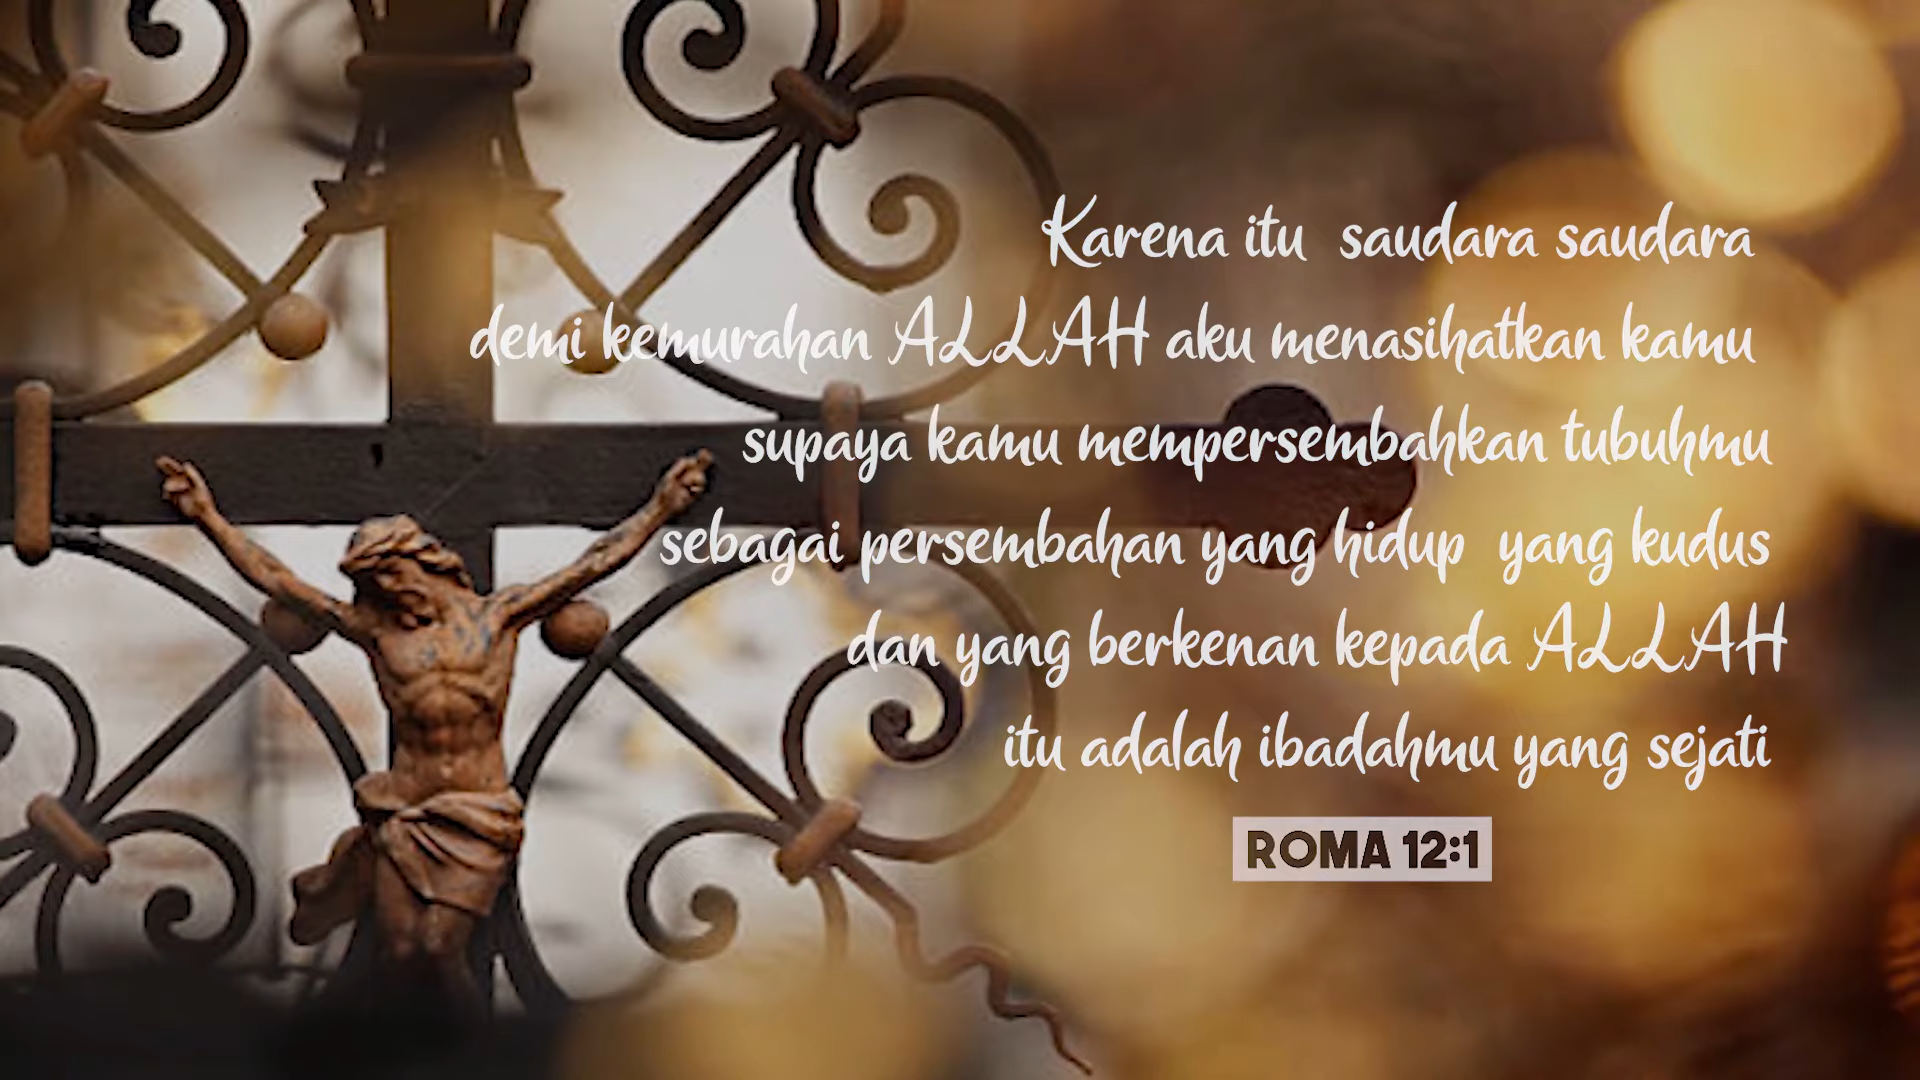 Karena itu saudara saudara
demi kemurahan ALLAH aku menasihatkan kamu
supaya kamu mempersembahkan tubuhmu
sebagai persembahan yang hidup yang kudus
dan yang berkenan kepada ALLAH
itu adalah ibadahmu yang sejati
ROMA 12:1